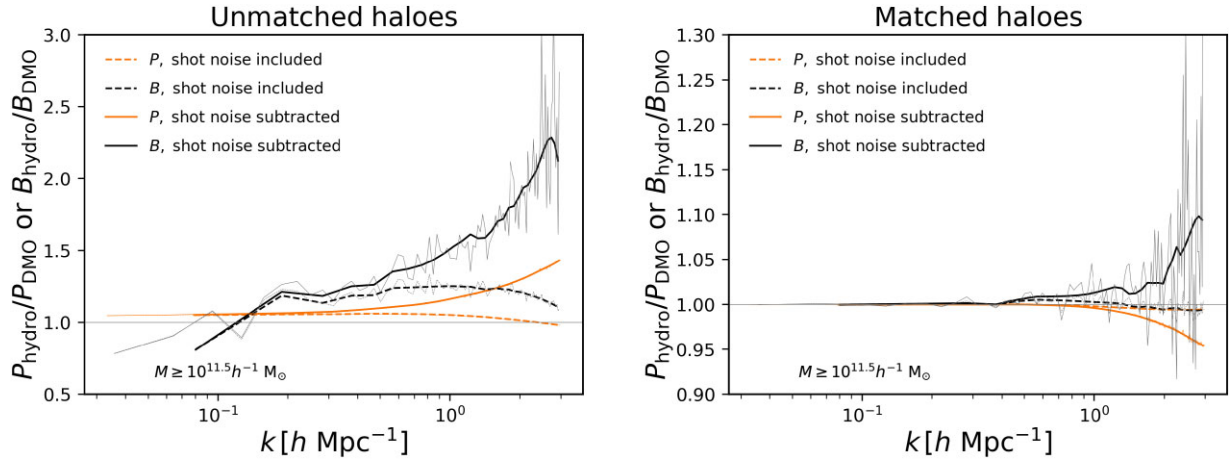 Unmatched haloes
P_hydro/P_DMO or B_hydro/B_DMO
3.0
2.5
2.0
1.5
1.0
0.5
P, shot noise included
B, shot noise included
P, shot noise subtracted
B, shot noise subtracted
M ≥ 10^11.5 h^−1 M_⊙
10^−1
10^0
k [h Mpc^−1]
Matched haloes
P_hydro/P_DMO or B_hydro/B_DMO
1.30
1.25
1.20
1.15
1.10
1.05
1.00
0.95
0.90
P, shot noise included
B, shot noise included
P, shot noise subtracted
B, shot noise subtracted
M ≥ 10^11.5 h^−1 M_⊙
10^−1
10^0
k [h Mpc^−1]